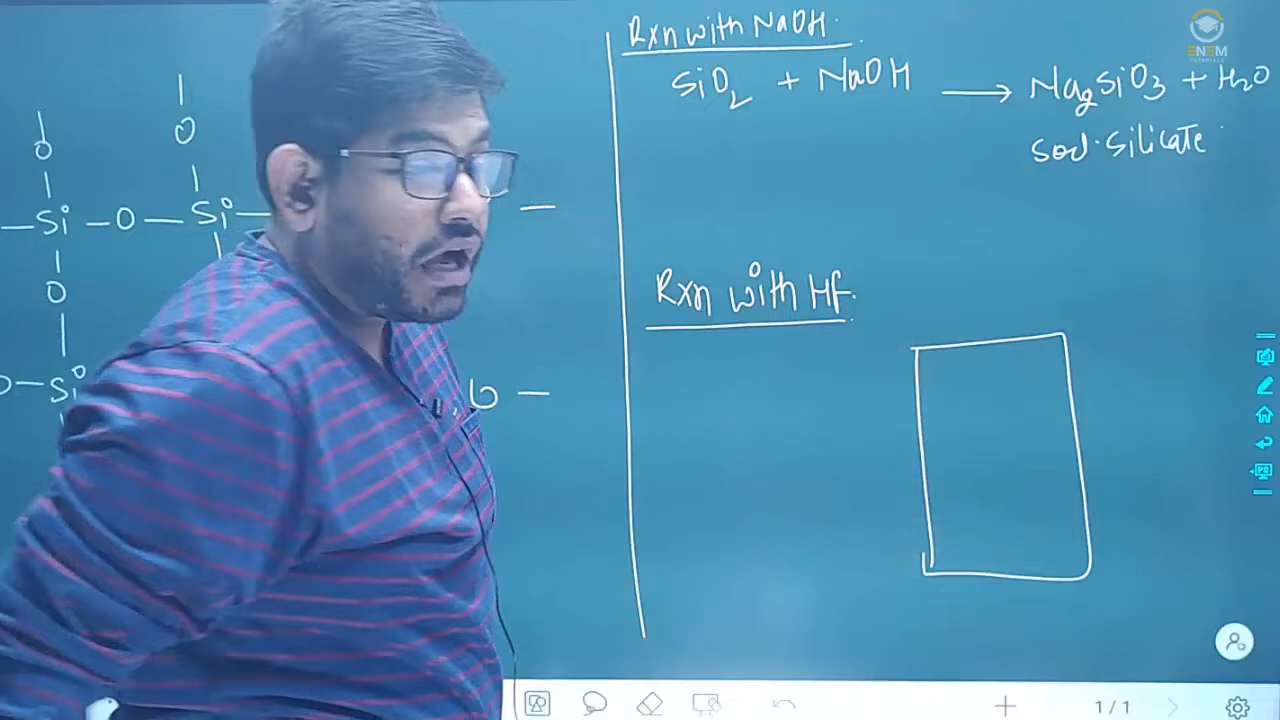 Rxn with NaOH.
SiO2 + NaOH → Na2SiO3 + H2O
Sod. Silicate
Rxn with HF.
O
O
— Si — O — Si —
O
O — Si
O —
ENEM
1/1